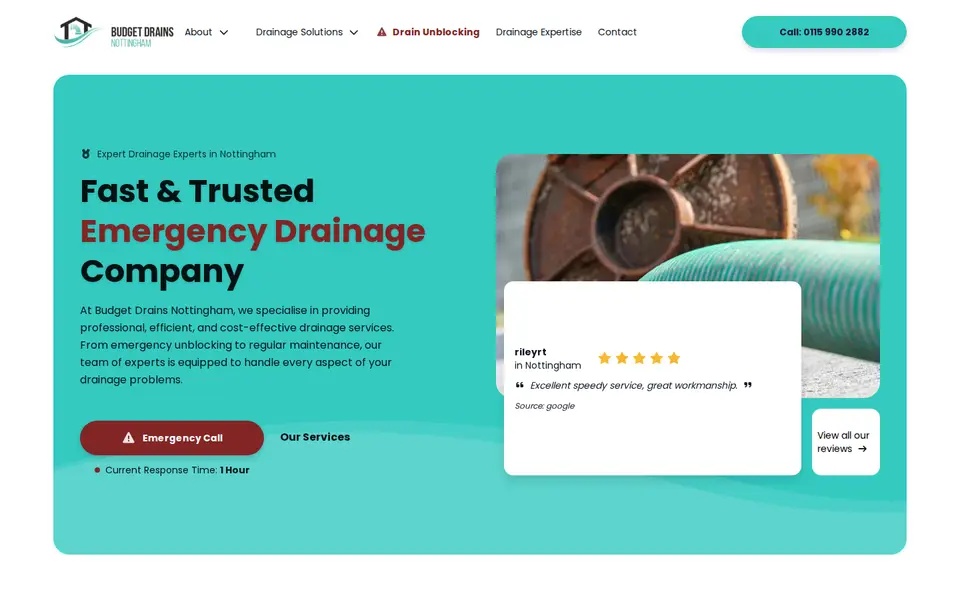 BUDGET DRAINS
NOTTINGHAM
About
Drainage Solutions
Drain Unblocking
Drainage Expertise
Contact
Call: 0115 990 2882
Expert Drainage Experts in Nottingham
Fast & Trusted
Emergency Drainage
Company
At Budget Drains Nottingham, we specialise in providing
professional, efficient, and cost-effective drainage services.
From emergency unblocking to regular maintenance, our
team of experts is equipped to handle every aspect of your
drainage problems.
Emergency Call
Our Services
Current Response Time: 1 Hour
rileyrt
in Nottingham
❝ Excellent speedy service, great workmanship. ❞
Source: google
View all our
reviews →